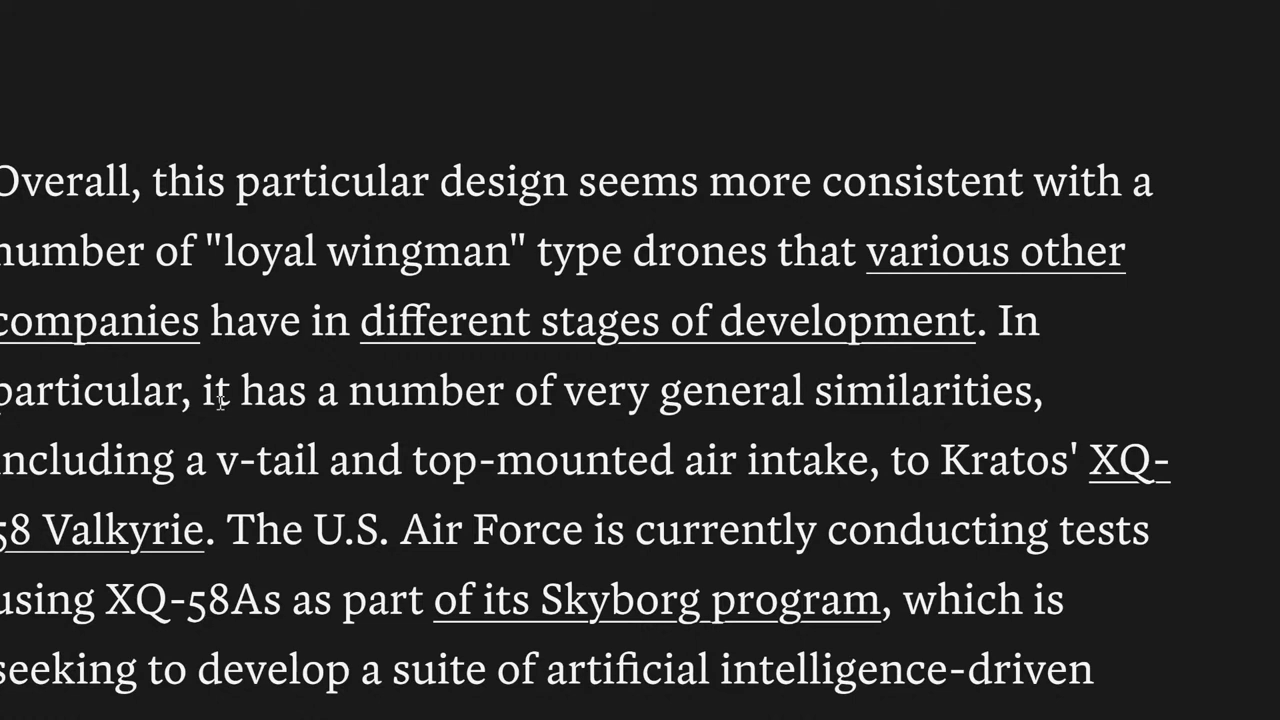 Overall, this particular design seems more consistent with a
number of "loyal wingman" type drones that various other
companies have in different stages of development. In
particular, it has a number of very general similarities,
including a v-tail and top-mounted air intake, to Kratos' XQ-
58 Valkyrie. The U.S. Air Force is currently conducting tests
using XQ-58As as part of its Skyborg program, which is
seeking to develop a suite of artificial intelligence-driven